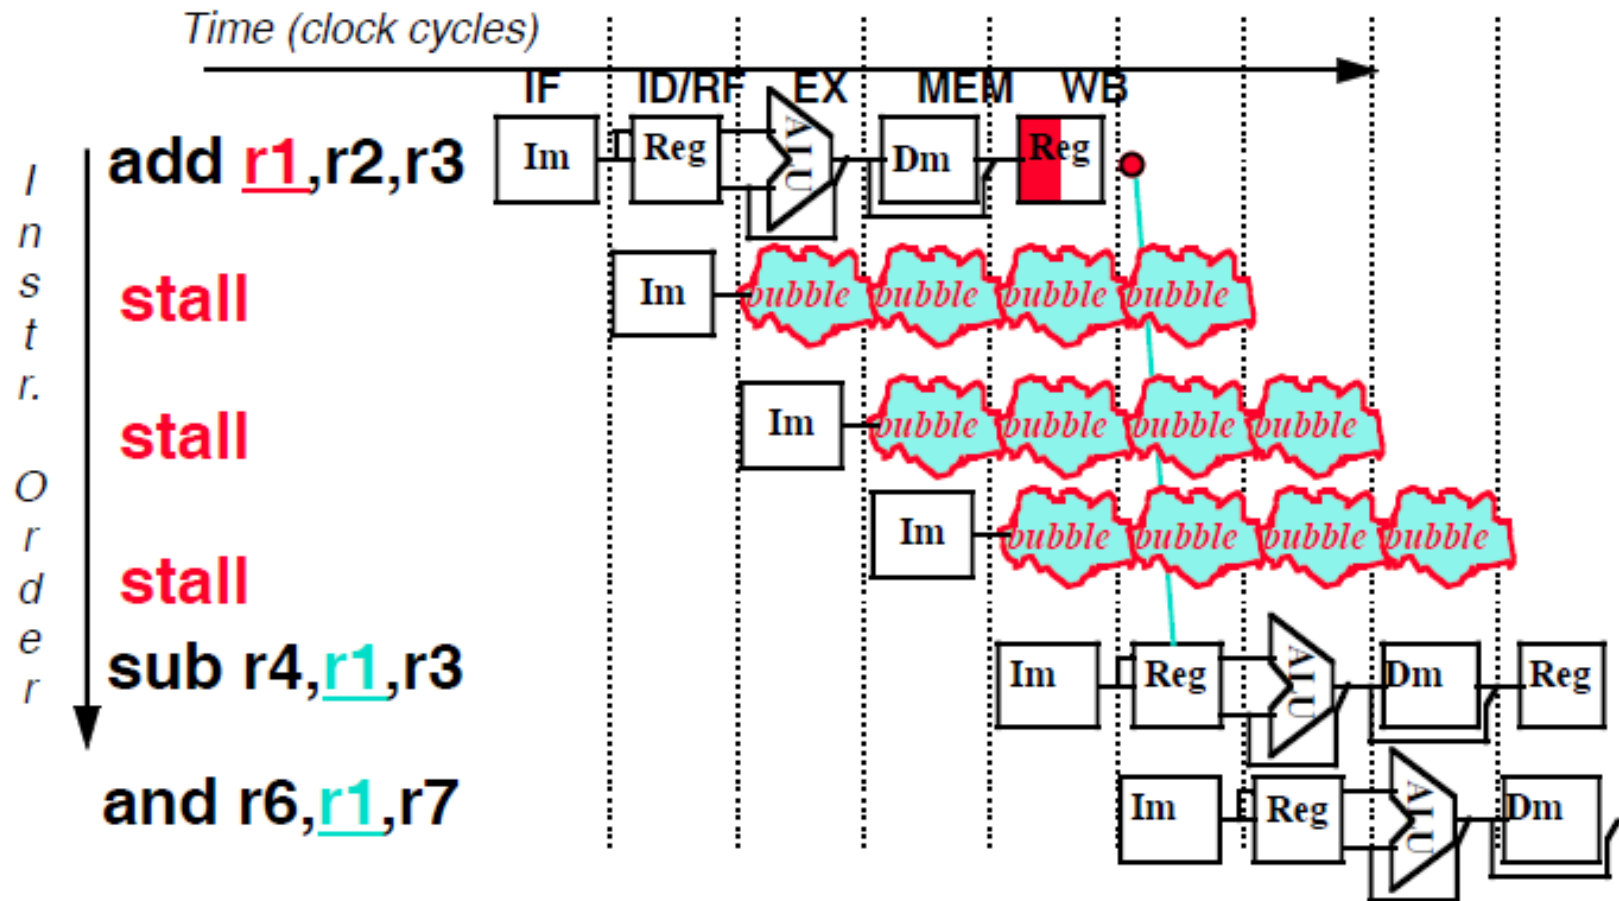 Time (clock cycles)
IF ID/RF EX MEM WB
Instr. Order
add r1,r2,r3 Im Reg ALU Dm Reg
stall Im bubble bubble bubble bubble
stall Im bubble bubble bubble bubble
stall Im bubble bubble bubble bubble
sub r4,r1,r3 Im Reg ALU Dm Reg
and r6,r1,r7 Im Reg ALU Dm